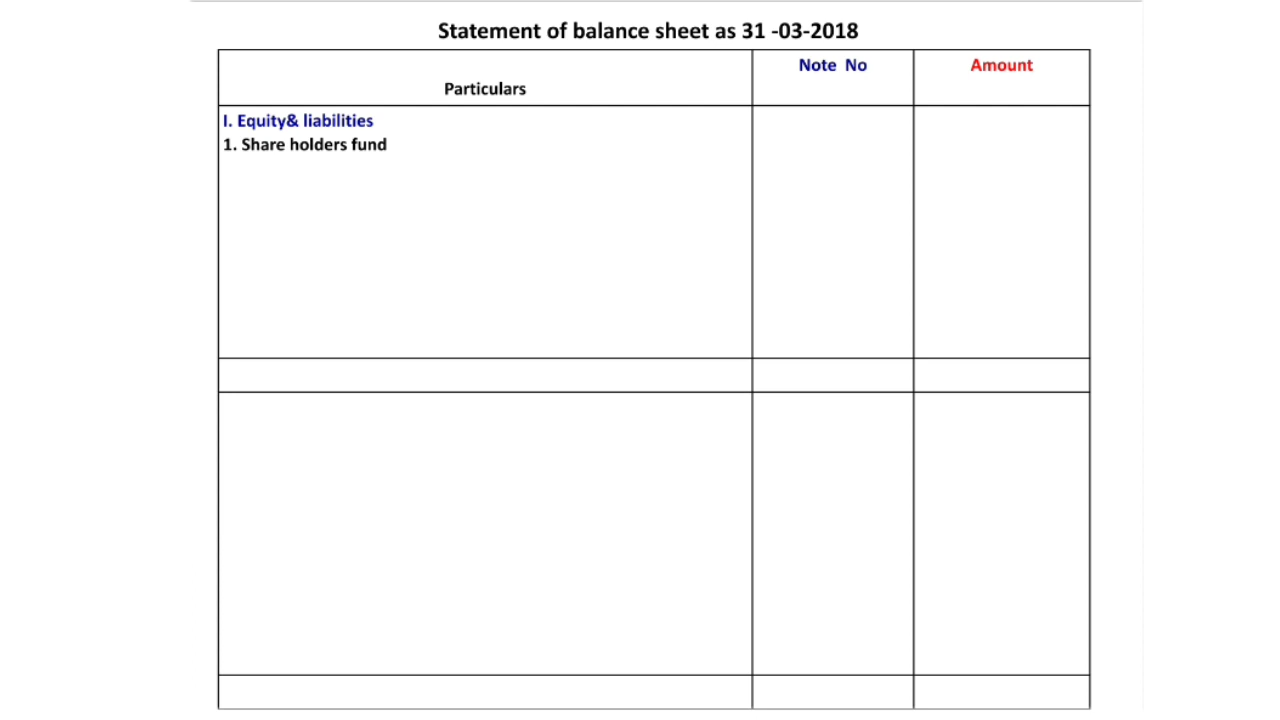 Statement of balance sheet as 31 -03-2018
Particulars
Note  No
Amount
I. Equity& liabilities
1. Share holders fund